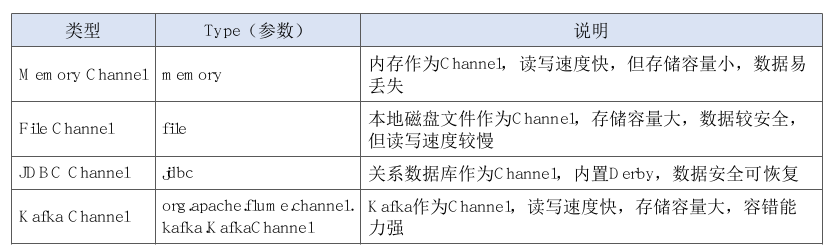 类型 Type（参数） 说明
Memory Channel memory 内存作为Channel，读写速度快，但存储容量小，数据易
丢失
File Channel file 本地磁盘文件作为Channel，存储容量大，数据较安全，
但读写速度较慢
JDBC Channel jdbc 关系数据库作为Channel，内置Derby，数据安全可恢复
Kafka Channel org.apache.flume.channel.
kafka.KafkaChannel Kafka作为Channel，读写速度快，存储容量大，容错能
力强